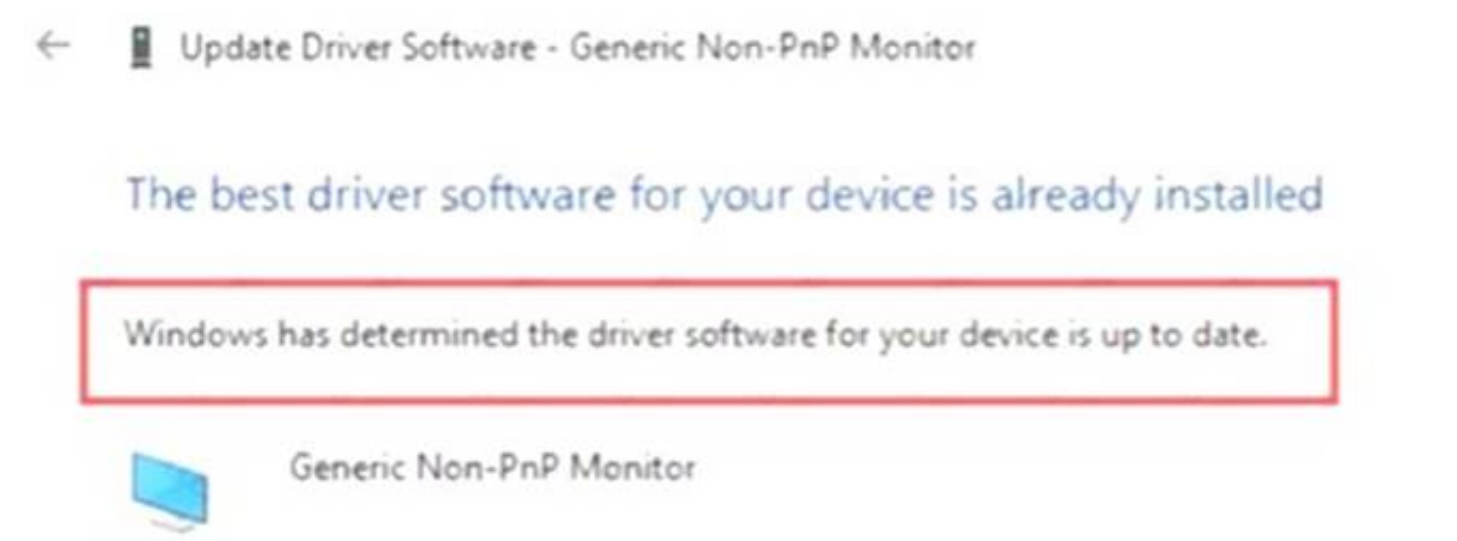 Update Driver Software - Generic Non-PnP Monitor
The best driver software for your device is already installed
Windows has determined the driver software for your device is up to date.
Generic Non-PnP Monitor